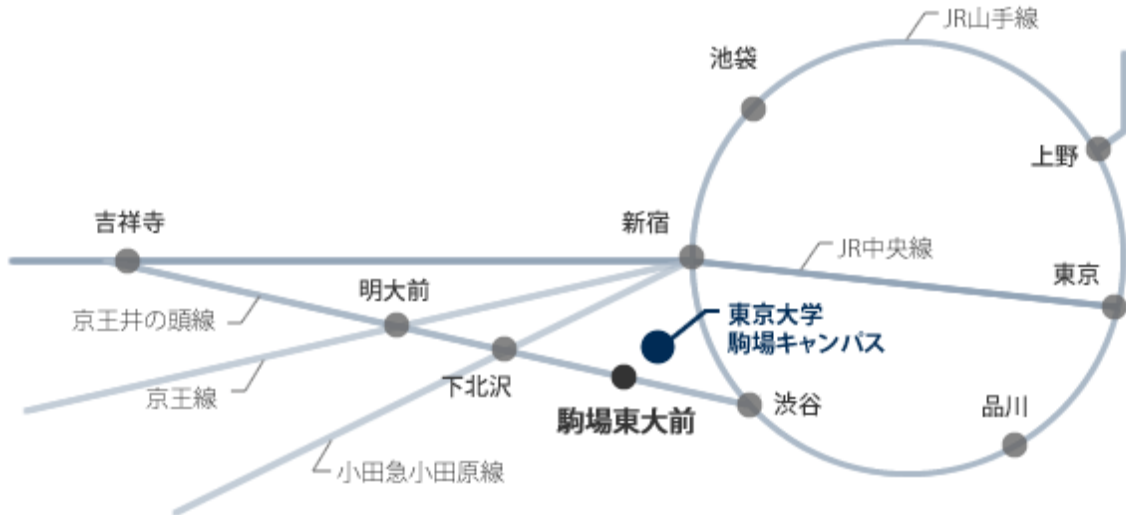 JR山手線
池袋
上野
吉祥寺
新宿
JR中央線
東京
明大前
京王井の頭線
東京大学
駒場キャンパス
京王線
下北沢
渋谷
品川
駒場東大前
小田急小田原線